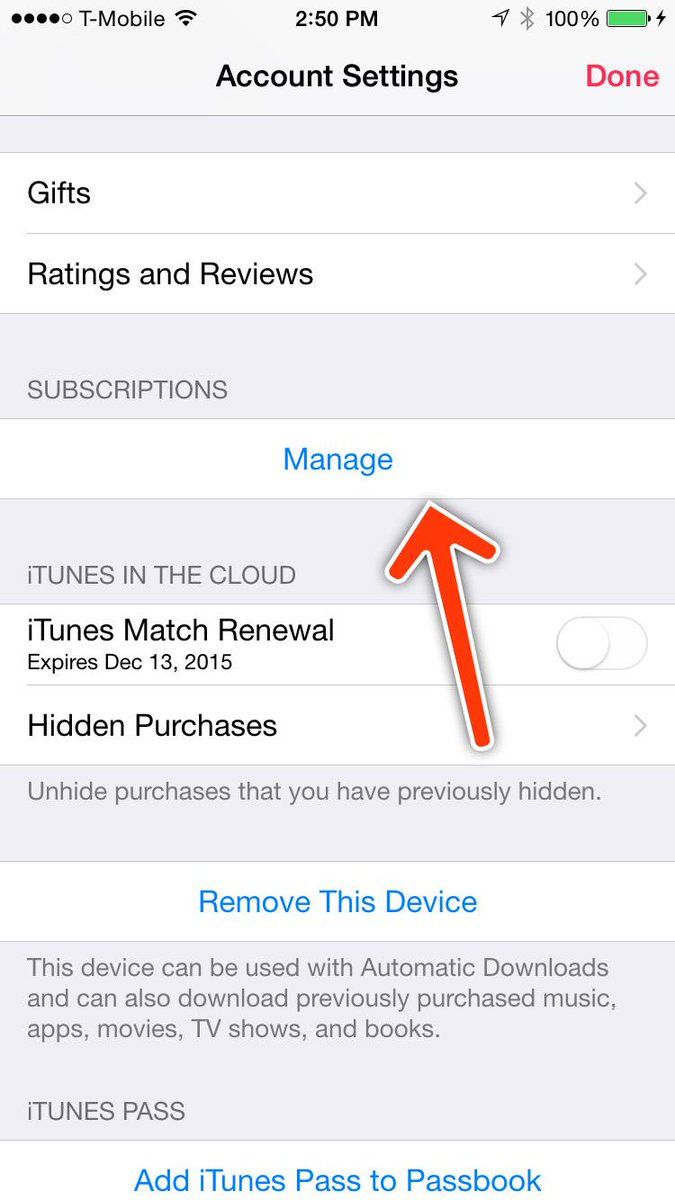 T-Mobile 2:50 PM 100%
Account Settings Done
Gifts
Ratings and Reviews
SUBSCRIPTIONS
Manage
iTUNES IN THE CLOUD
iTunes Match Renewal
Expires Dec 13, 2015
Hidden Purchases
Unhide purchases that you have previously hidden.
Remove This Device
This device can be used with Automatic Downloads
and can also download previously purchased music,
apps, movies, TV shows, and books.
iTUNES PASS
Add iTunes Pass to Passbook